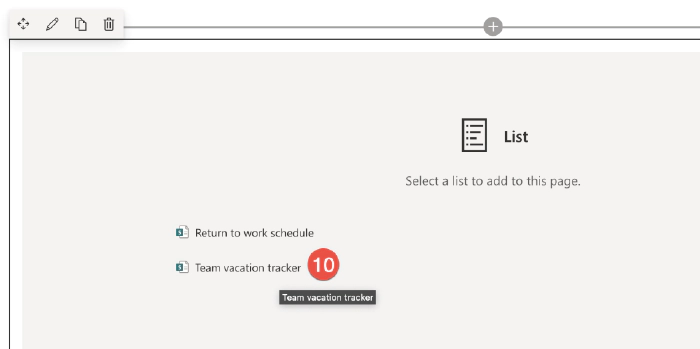 List
Select a list to add to this page.
Return to work schedule
Team vacation tracker 10
Team vacation tracker